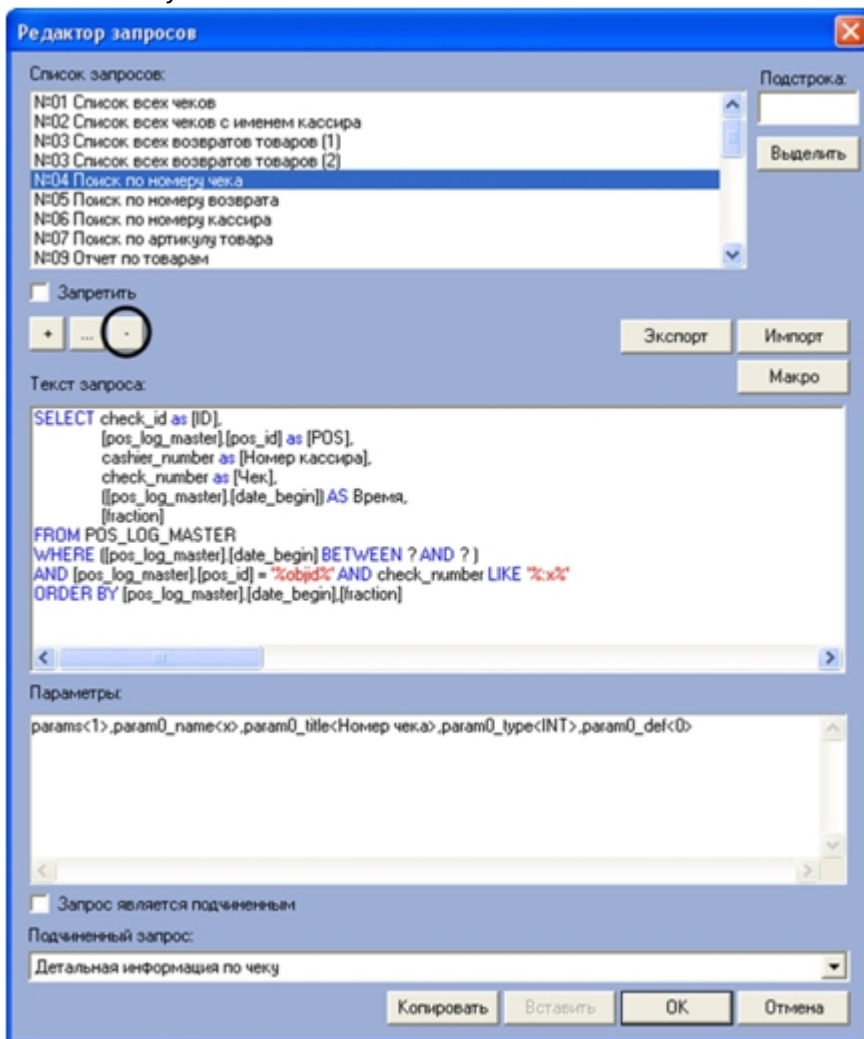 Редактор запросов
Список запросов:
Подстрока:
№01 Список всех чеков
№02 Список всех чеков с именем кассира
№03 Список всех возвратов товаров (1)
№03 Список всех возвратов товаров (2)
№04 Поиск по номеру чека
№05 Поиск по номеру возврата
№06 Поиск по номеру кассира
№07 Поиск по артикулу товара
№09 Отчет по товарам
Выделить
Запретить
+ ... -
Экспорт Импорт
Макро
Текст запроса:
SELECT check_id as [ID],
[pos_log_master].[pos_id] as [POS],
cashier_number as [Номер кассира],
check_number as [Чек],
([pos_log_master].[date_begin]) AS Время,
[fraction]
FROM POS_LOG_MASTER
WHERE ([pos_log_master].[date_begin] BETWEEN ? AND ? )
AND [pos_log_master].[pos_id] = '%objid%' AND check_number LIKE '%:x%'
ORDER BY [pos_log_master].[date_begin],[fraction]
Параметры:
params<1>,param0_name<x>,param0_title<Номер чека>,param0_type<INT>,param0_def<0>
Запрос является подчиненным
Подчиненный запрос:
Детальная информация по чеку
Копировать Вставить OK Отмена